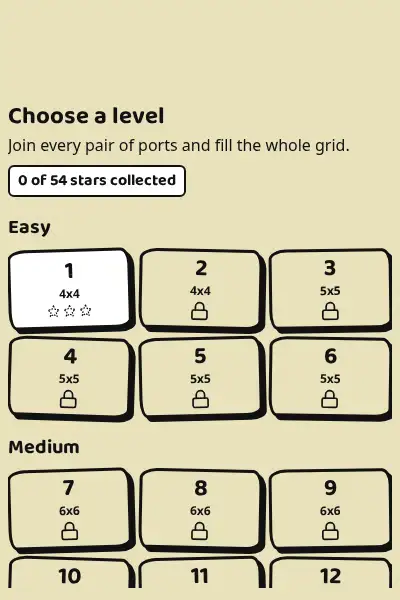 Choose a level
Join every pair of ports and fill the whole grid.
0 of 54 stars collected
Easy
1 2 3
4x4 4x4 5x5
4 5 6
5x5 5x5 5x5
Medium
7 8 9
6x6 6x6 6x6
10 11 12